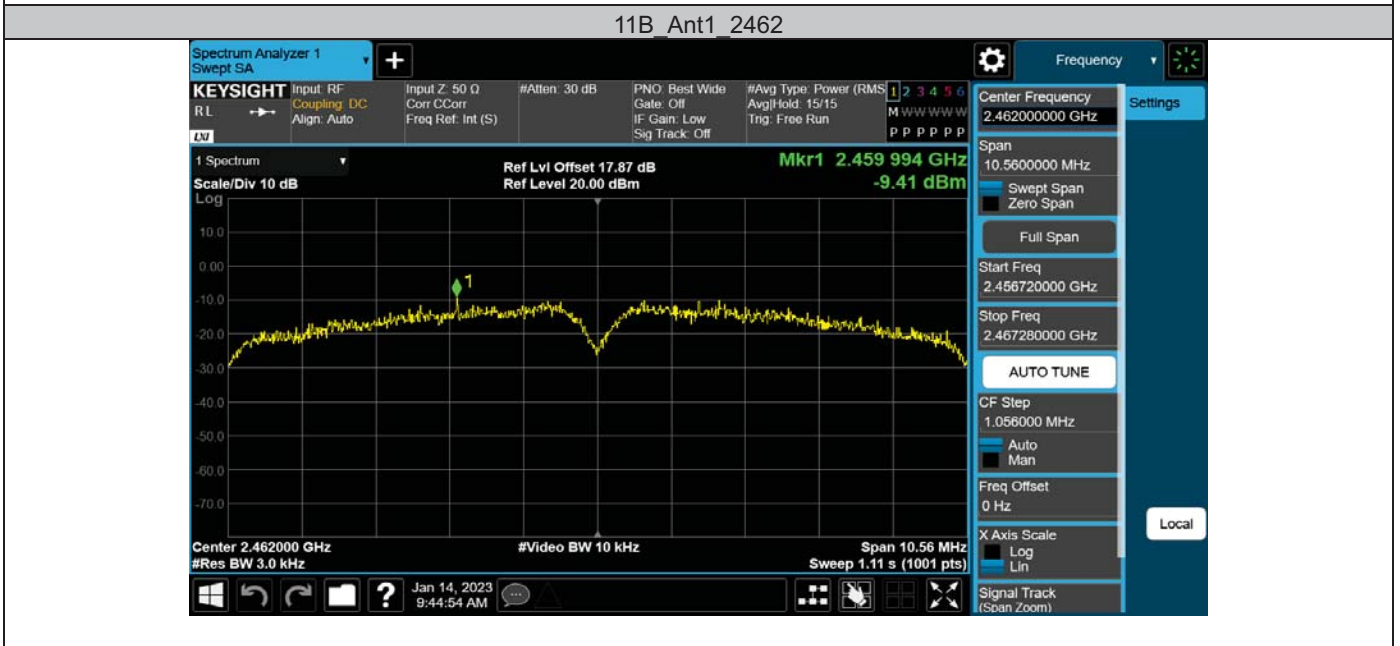 11B_Ant1_2462
Spectrum Analyzer 1
Swept SA
Frequency
KEYSIGHT
RL
LXI
Input: RF
Coupling: DC
Align: Auto
Input Z: 50 Ω
Corr CCorr
Freq Ref: Int (S)
#Atten: 30 dB
PNO: Best Wide
Gate: Off
IF Gain: Low
Sig Track: Off
#Avg Type: Power (RMS
Avg|Hold: 15/15
Trig: Free Run
1 2 3 4 5 6
M W W W W W
P P P P P P
1 Spectrum
Scale/Div 10 dB
Log
Ref Lvl Offset 17.87 dB
Ref Level 20.00 dBm
Mkr1 2.459 994 GHz
-9.41 dBm
10.0
0.00
-10.0
-20.0
-30.0
-40.0
-50.0
-60.0
-70.0
1
Center 2.462000 GHz
#Res BW 3.0 kHz
#Video BW 10 kHz
Span 10.56 MHz
Sweep 1.11 s (1001 pts)
Center Frequency
2.462000000 GHz
Settings
Span
10.5600000 MHz
Swept Span
Zero Span
Full Span
Start Freq
2.456720000 GHz
Stop Freq
2.467280000 GHz
AUTO TUNE
CF Step
1.056000 MHz
Auto
Man
Freq Offset
0 Hz
X Axis Scale
Log
Lin
Local
Signal Track
(Span Zoom)
?
Jan 14, 2023
9:44:54 AM